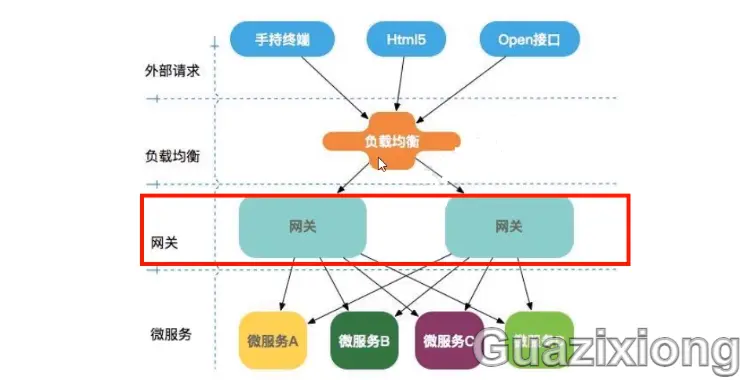 手持终端 Html5 Open接口
外部请求
负载均衡
负载均衡
网关 网关
网关
微服务
微服务A 微服务B 微服务C
Guazixiong